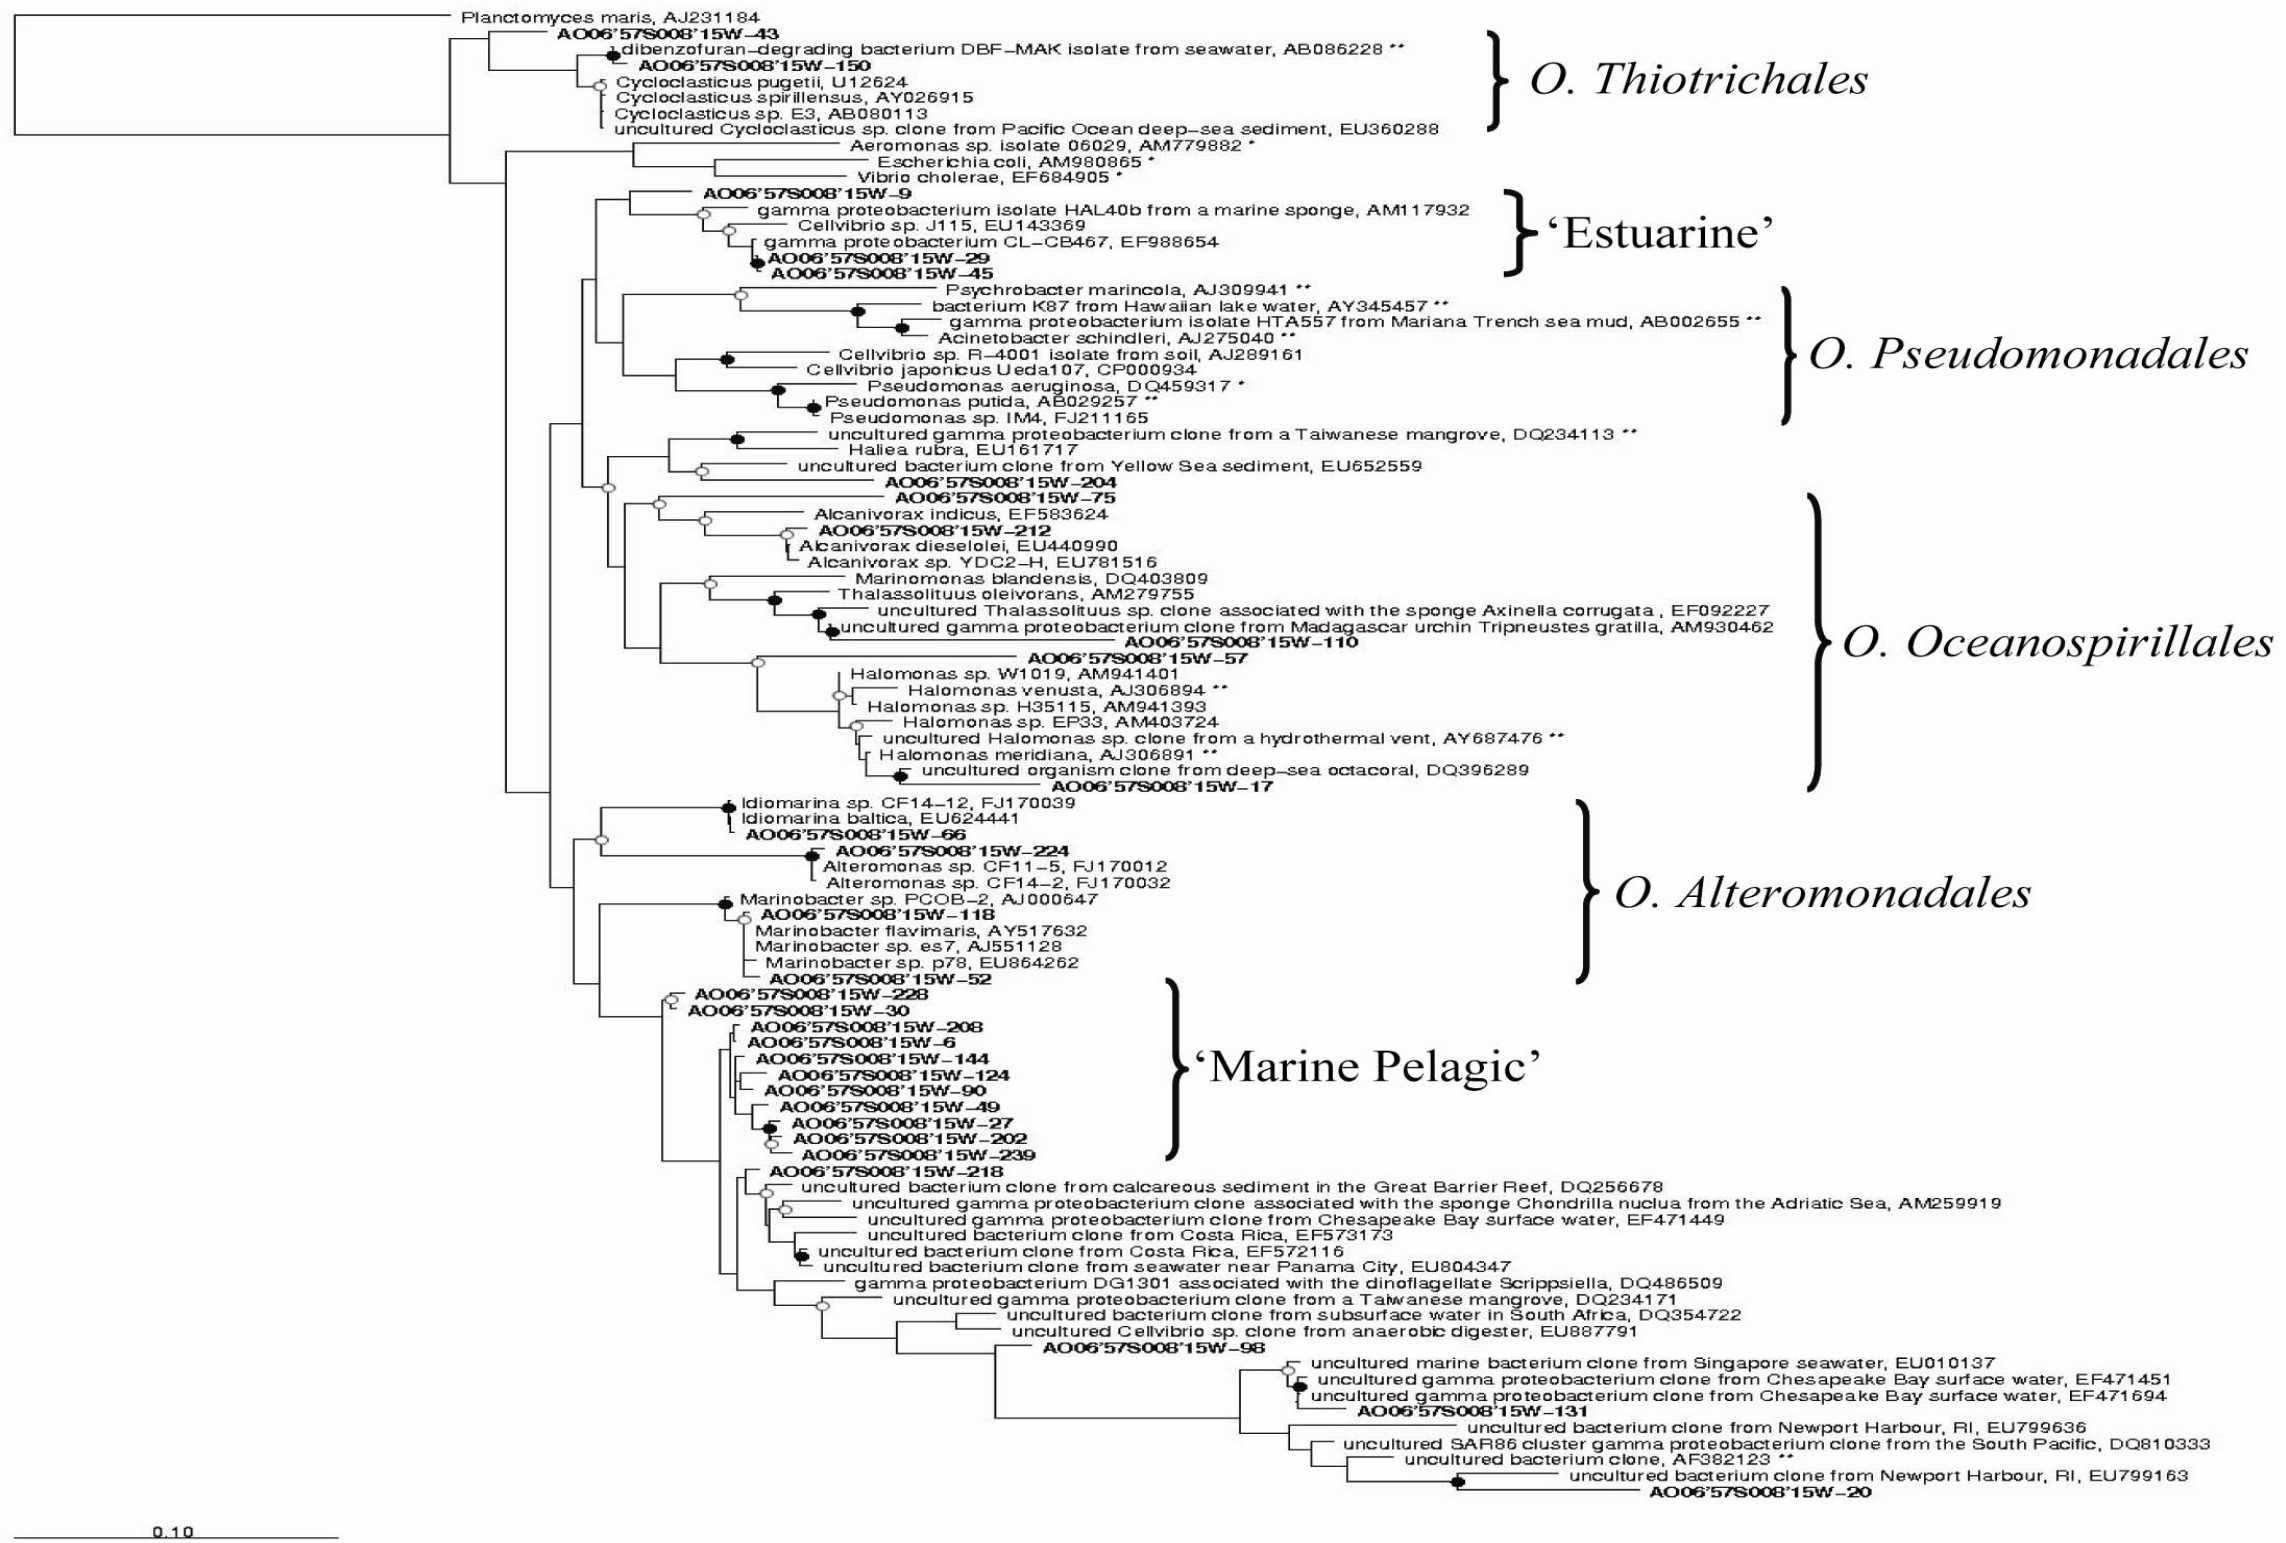 Planctomyces maris, AJ231184
AO06'57S008'15W-43
dibenzofuran-degrading bacterium DBF-MAK isolate from seawater, AB086228 **
AO06'57S008'15W-150
Cycloclasticus pugetii, U12624
Cycloclasticus spirillensus, AY026915
Cycloclasticus sp. E3, AB080113
uncultured Cycloclasticus sp. clone from Pacific Ocean deep-sea sediment, EU360288
O. Thiotrichales
Aeromonas sp. isolate 06029, AM779882 *
Escherichia coli, AM980865 *
Vibrio cholerae, EF684905 *
AO06'57S008'15W-9
gamma proteobacterium isolate HAL40b from a marine sponge, AM117932
Cellvibrio sp. J115, EU143369
gamma proteobacterium CL-CB467, EF988654
AO06'57S008'15W-29
AO06'57S008'15W-45
‘Estuarine’
Psychrobacter marincola, AJ309941 **
bacterium K87 from Hawaiian lake water, AY345457 **
gamma proteobacterium isolate HTA557 from Mariana Trench sea mud, AB002655 **
Acinetobacter schindleri, AJ275040 **
Cellvibrio sp. R-4001 isolate from soil, AJ289161
Cellvibrio japonicus Ueda107, CP000934
Pseudomonas aeruginosa, DQ459317 *
Pseudomonas putida, AB029257 **
Pseudomonas sp. IM4, FJ211165
O. Pseudomonadales
uncultured gamma proteobacterium clone from a Taiwanese mangrove, DQ234113 **
Haliea rubra, EU161717
uncultured bacterium clone from Yellow Sea sediment, EU652559
AO06'57S008'15W-204
AO06'57S008'15W-75
Alcanivorax indicus, EF583624
AO06'57S008'15W-212
Alcanivorax dieselolei, EU440990
Alcanivorax sp. YDC2-H, EU781516
Marinomonas blandensis, DQ403809
Thalassolituus oleivorans, AM279755
uncultured Thalassolituus sp. clone associated with the sponge Axinella corrugata , EF092227
uncultured gamma proteobacterium clone from Madagascar urchin Tripneustes gratilla, AM930462
AO06'57S008'15W-110
AO06'57S008'15W-57
Halomonas sp. W1019, AM941401
Halomonas venusta, AJ306894 **
Halomonas sp. H35115, AM941393
Halomonas sp. EP33, AM403724
uncultured Halomonas sp. clone from a hydrothermal vent, AY687476 **
Halomonas meridiana, AJ306891 **
uncultured organism clone from deep-sea octacoral, DQ396289
AO06'57S008'15W-17
O. Oceanospirillales
Idiomarina sp. CF14-12, FJ170039
Idiomarina baltica, EU624441
AO06'57S008'15W-66
AO06'57S008'15W-224
Alteromonas sp. CF11-5, FJ170012
Alteromonas sp. CF14-2, FJ170032
Marinobacter sp. PCOB-2, AJ000647
AO06'57S008'15W-118
Marinobacter flavimaris, AY517632
Marinobacter sp. es7, AJ551128
Marinobacter sp. p78, EU864262
AO06'57S008'15W-52
O. Alteromonadales
AO06'57S008'15W-228
AO06'57S008'15W-30
AO06'57S008'15W-208
AO06'57S008'15W-6
AO06'57S008'15W-144
AO06'57S008'15W-124
AO06'57S008'15W-90
AO06'57S008'15W-49
AO06'57S008'15W-27
AO06'57S008'15W-202
AO06'57S008'15W-239
‘Marine Pelagic’
AO06'57S008'15W-218
uncultured bacterium clone from calcareous sediment in the Great Barrier Reef, DQ256678
uncultured gamma proteobacterium clone associated with the sponge Chondrilla nuclua from the Adriatic Sea, AM259919
uncultured gamma proteobacterium clone from Chesapeake Bay surface water, EF471449
uncultured bacterium clone from Costa Rica, EF573173
uncultured bacterium clone from Costa Rica, EF572116
uncultured bacterium clone from seawater near Panama City, EU804347
gamma proteobacterium DG1301 associated with the dinoflagellate Scrippsiella, DQ486509
uncultured gamma proteobacterium clone from a Taiwanese mangrove, DQ234171
uncultured bacterium clone from subsurface water in South Africa, DQ354722
uncultured Cellvibrio sp. clone from anaerobic digester, EU887791
AO06'57S008'15W-98
uncultured marine bacterium clone from Singapore seawater, EU010137
uncultured gamma proteobacterium clone from Chesapeake Bay surface water, EF471451
uncultured gamma proteobacterium clone from Chesapeake Bay surface water, EF471694
AO06'57S008'15W-131
uncultured bacterium clone from Newport Harbour, RI, EU799636
uncultured SAR86 cluster gamma proteobacterium clone from the South Pacific, DQ810333
uncultured bacterium clone, AF382123 **
uncultured bacterium clone from Newport Harbour, RI, EU799163
AO06'57S008'15W-20
0.10